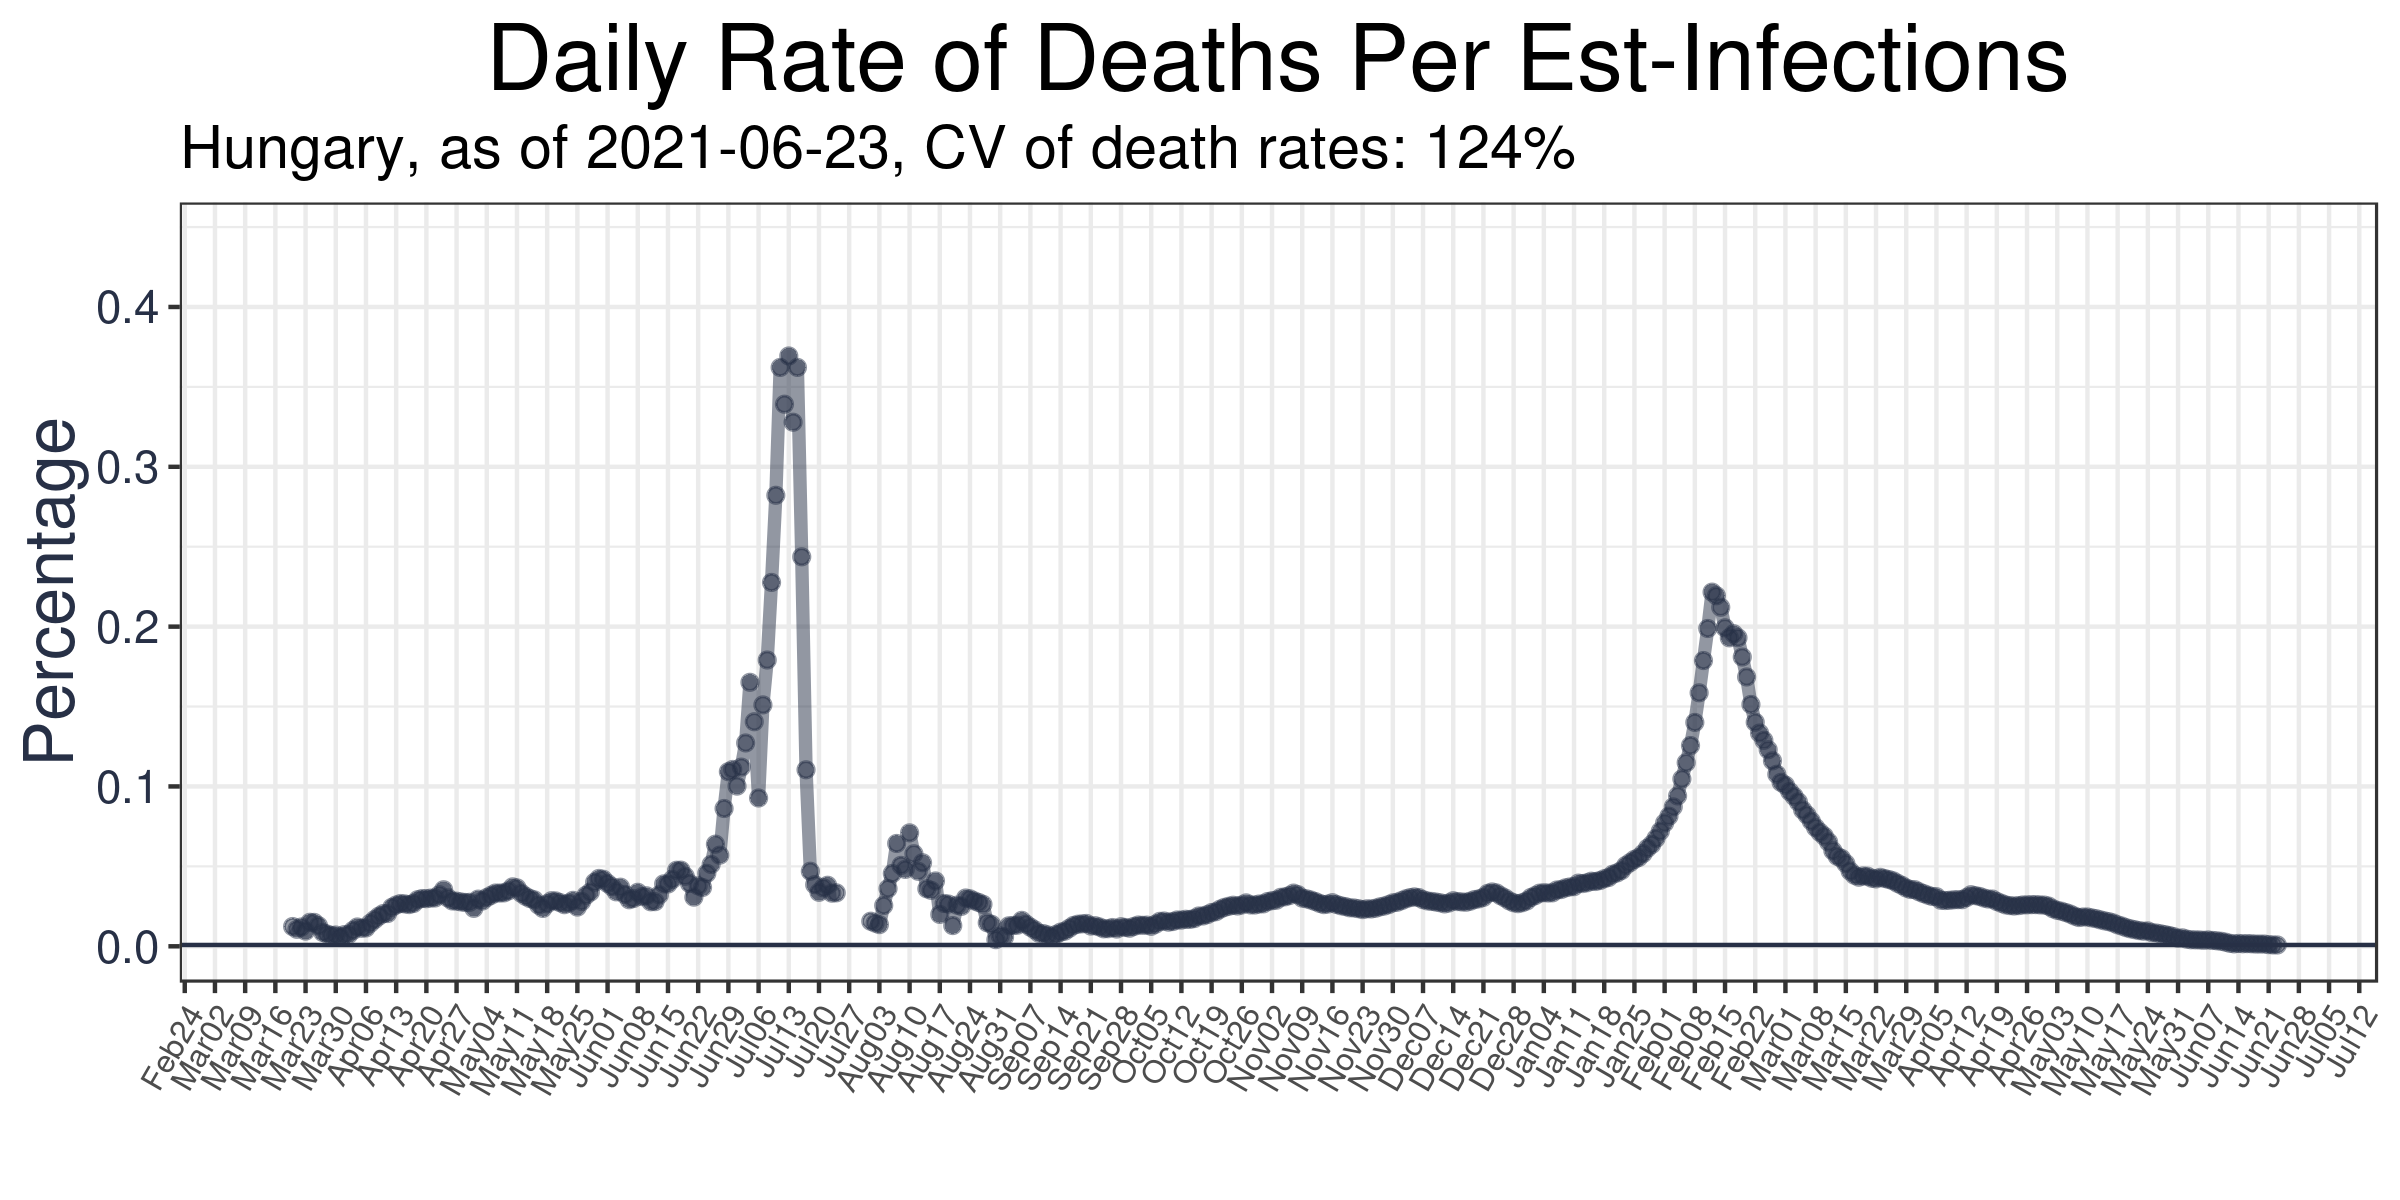 Daily Rate of Deaths Per Est-Infections
Hungary, as of 2021-06-23, CV of death rates: 124%
Percentage
0.4
0.3
0.2
0.1
0.0
Feb24
Mar02
Mar09
Mar16
Mar23
Mar30
Apr06
Apr13
Apr20
Apr27
May04
May11
May18
May25
Jun01
Jun08
Jun15
Jun22
Jun29
Jul06
Jul13
Jul20
Jul27
Aug03
Aug10
Aug17
Aug24
Aug31
Sep07
Sep14
Sep21
Sep28
Oct05
Oct12
Oct19
Oct26
Nov02
Nov09
Nov16
Nov23
Nov30
Dec07
Dec14
Dec21
Dec28
Jan04
Jan11
Jan18
Jan25
Feb01
Feb08
Feb15
Feb22
Mar01
Mar08
Mar15
Mar22
Mar29
Apr05
Apr12
Apr19
Apr26
May03
May10
May17
May24
May31
Jun07
Jun14
Jun21
Jun28
Jul05
Jul12